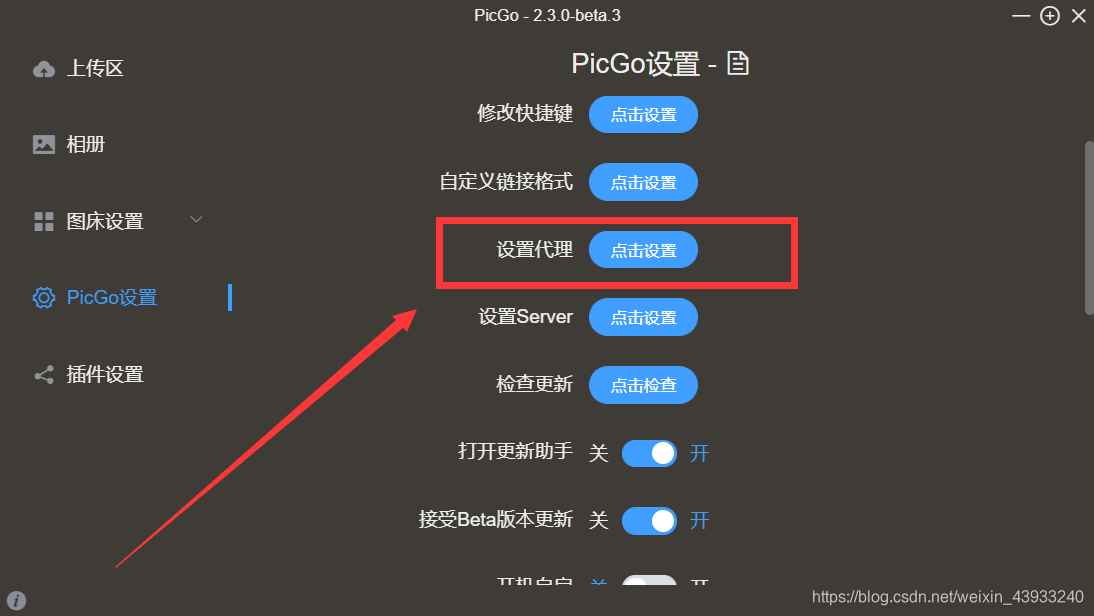 PicGo - 2.3.0-beta.3
上传区
相册
图床设置
PicGo设置
插件设置
PicGo设置 -
修改快捷键 点击设置
自定义链接格式 点击设置
设置代理 点击设置
设置Server 点击设置
检查更新 点击检查
打开更新助手 关 开
接受Beta版本更新 关 开
https://blog.csdn.net/weixin_43933240